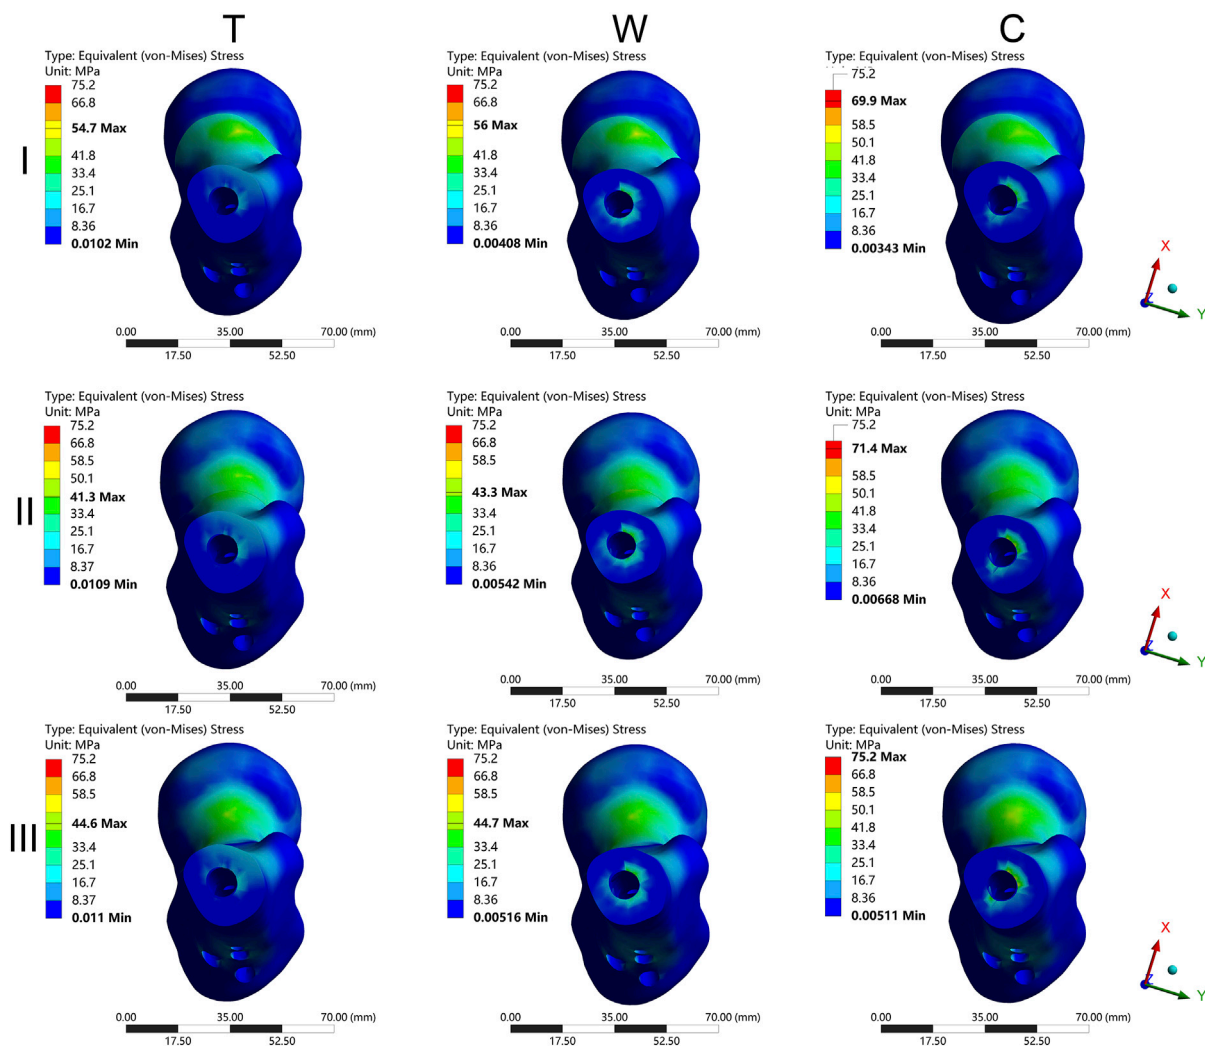 T
W
C
I
Type: Equivalent (von-Mises) Stress
Unit: MPa
75.2
66.8
54.7 Max
41.8
33.4
25.1
16.7
8.36
0.0102 Min
0.00
35.00
70.00 (mm)
17.50
52.50
Type: Equivalent (von-Mises) Stress
Unit: MPa
75.2
66.8
56 Max
41.8
33.4
25.1
16.7
8.36
0.00408 Min
0.00
35.00
70.00 (mm)
17.50
52.50
Type: Equivalent (von-Mises) Stress
75.2
69.9 Max
58.5
50.1
41.8
33.4
25.1
16.7
8.36
0.00343 Min
0.00
35.00
70.00 (mm)
17.50
52.50
X
Y
Z
II
Type: Equivalent (von-Mises) Stress
Unit: MPa
75.2
66.8
58.5
50.1
41.3 Max
33.4
25.1
16.7
8.37
0.0109 Min
0.00
35.00
70.00 (mm)
17.50
52.50
Type: Equivalent (von-Mises) Stress
Unit: MPa
75.2
66.8
58.5
50.1
43.3 Max
33.4
25.1
16.7
8.36
0.00542 Min
0.00
35.00
70.00 (mm)
17.50
52.50
Type: Equivalent (von-Mises) Stress
Unit: MPa
75.2
71.4 Max
58.5
50.1
41.8
33.4
25.1
16.7
8.36
0.00668 Min
0.00
35.00
70.00 (mm)
17.50
52.50
X
Y
Z
III
Type: Equivalent (von-Mises) Stress
Unit: MPa
75.2
66.8
58.5
44.6 Max
33.4
25.1
16.7
8.37
0.011 Min
0.00
35.00
70.00 (mm)
17.50
52.50
Type: Equivalent (von-Mises) Stress
Unit: MPa
75.2
66.8
58.5
44.7 Max
33.4
25.1
16.7
8.36
0.00516 Min
0.00
35.00
70.00 (mm)
17.50
52.50
Type: Equivalent (von-Mises) Stress
Unit: MPa
75.2 Max
66.8
58.5
50.1
41.8
33.4
25.1
16.7
8.36
0.00511 Min
0.00
35.00
70.00 (mm)
17.50
52.50
X
Y
Z